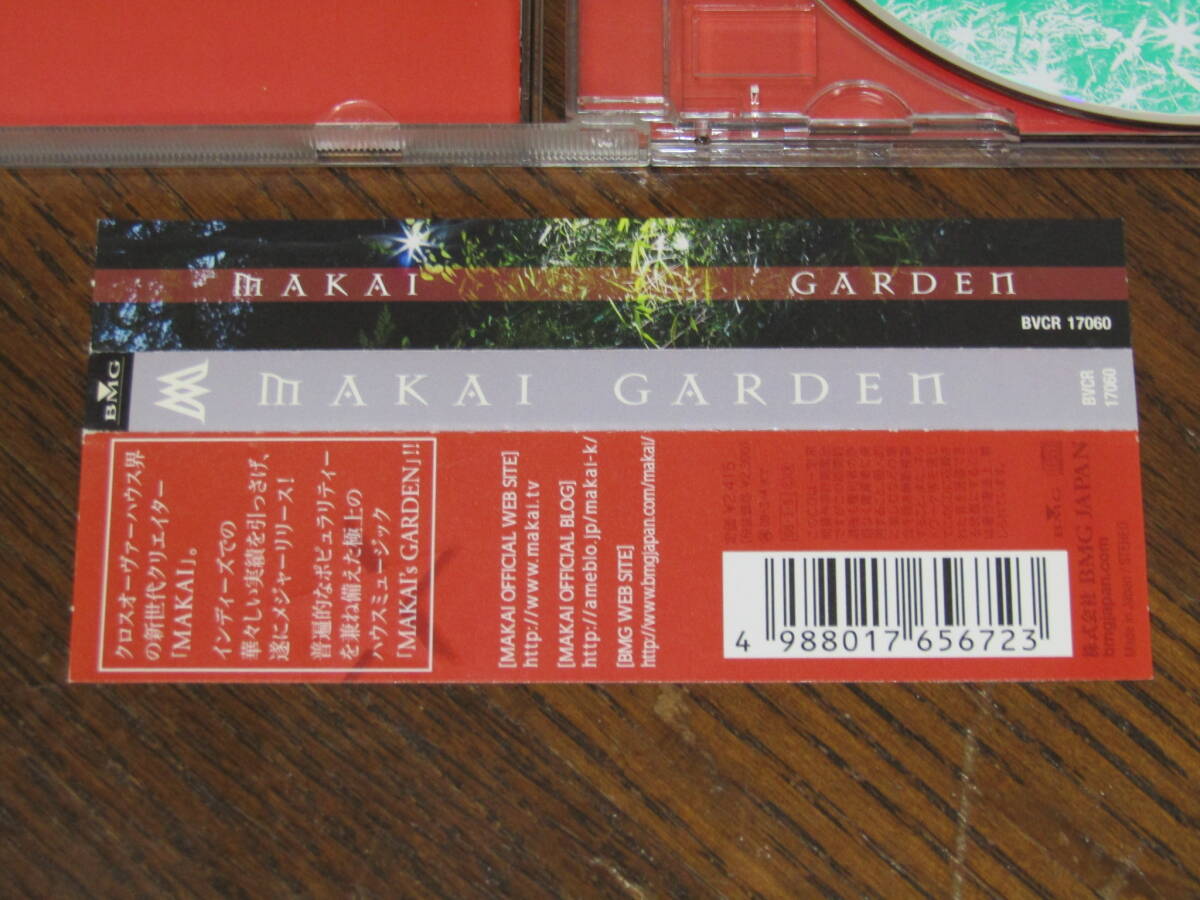 MAKAI GARDEN
BVCR 17060
BMG
MAKAI GARDEN
BVCR
17060
クロスオーヴァーハウス界
の新世代クリエイター
「MAKAI」。
インディーズでの
華々しい実績を引っさげ、
遂にメジャーリリース!
普遍的なポピュラリティー
を兼ね備えた極上の
ハウスミュージック
「MAKAI's GARDEN」!!
[MAKAI OFFICIAL WEB SITE]
http://www.makai.tv
[MAKAI OFFICIAL BLOG]
http://ameblo.jp/makai-k/
[BMG WEB SITE]
http://www.bmgjapan.com/makai/
定価 ¥2,415
BMG
株式会社 BMG JAPAN
bmgjapan.com
Made in Japan / STEREO
4 988017 656723